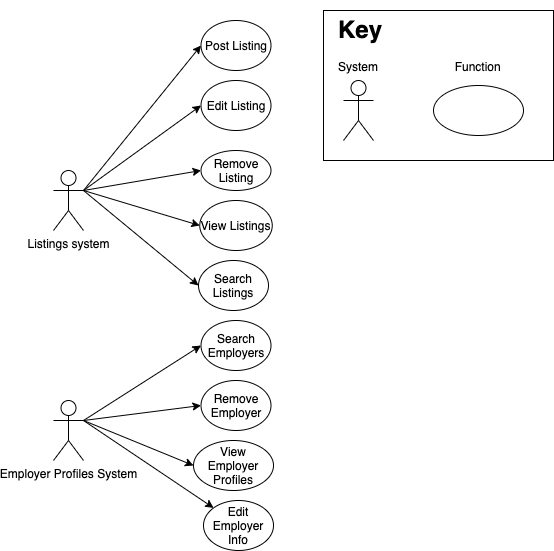 Key
System
Function
Post Listing
Edit Listing
Remove
Listing
View Listings
Search
Listings
Listings system
Search
Employers
Remove
Employer
View
Employer
Profiles
Edit
Employer
Info
Employer Profiles System